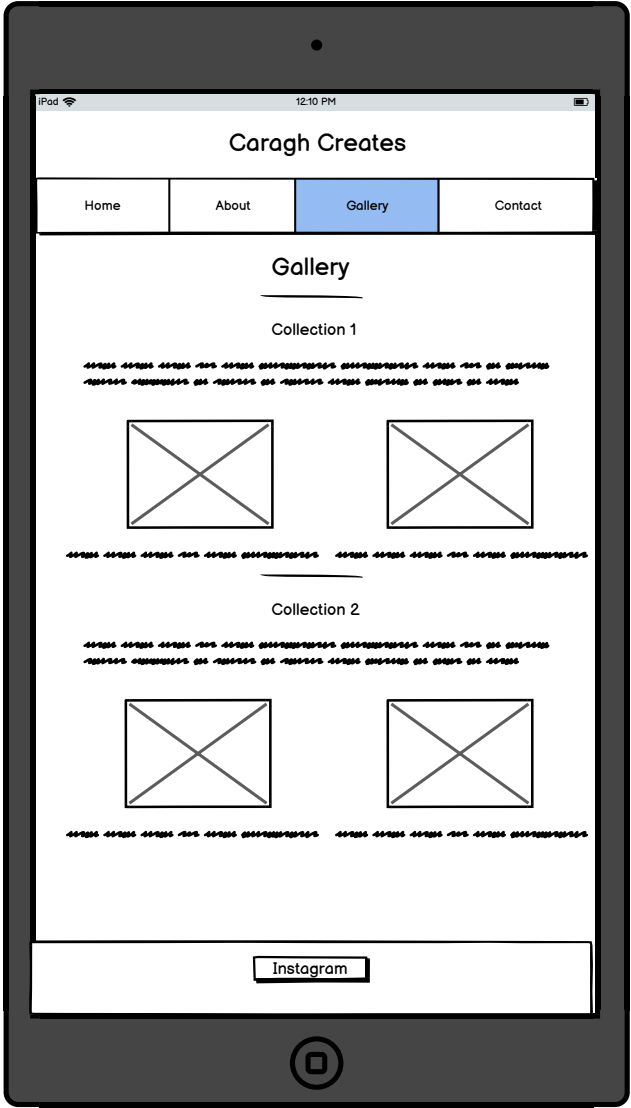 iPad 12:10 PM
Caragh Creates
Home About Gallery Contact
Gallery
Collection 1
Collection 2
Instagram